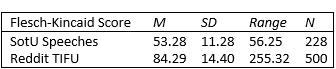 Flesch-Kincaid Score M SD Range N
SotU Speeches 53.28 11.28 56.25 228
Reddit TIFU 84.29 14.40 255.32 500